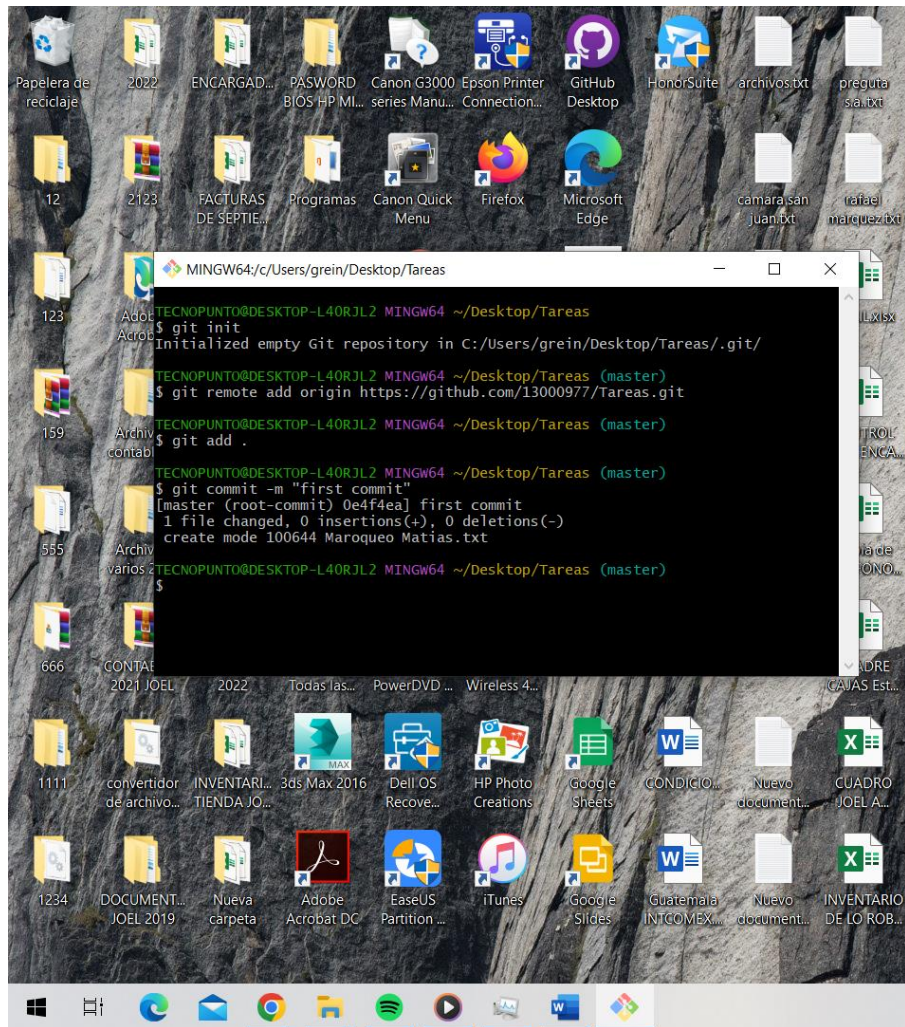 Papelera de
reciclaje
2022
ENCARGAD...
PASWORD
BIOS HP MI...
Canon G3000
series Manu...
Epson Printer
Connection...
GitHub
Desktop
HonorSuite
archivos.txt
preguta
s.a..txt
12
2123
FACTURAS
DE SEPTIE...
Programas
Canon Quick
Menu
Firefox
Microsoft
Edge
camara.san
juan.txt
rafael
marquez.txt
MINGW64:/c/Users/grein/Desktop/Tareas
TECNOPUNTO@DESKTOP-L4ORJL2 MINGW64 ~/Desktop/Tareas
$ git init
Initialized empty Git repository in C:/Users/grein/Desktop/Tareas/.git/
TECNOPUNTO@DESKTOP-L4ORJL2 MINGW64 ~/Desktop/Tareas (master)
$ git remote add origin https://github.com/13000977/Tareas.git
TECNOPUNTO@DESKTOP-L4ORJL2 MINGW64 ~/Desktop/Tareas (master)
$ git add .
TECNOPUNTO@DESKTOP-L4ORJL2 MINGW64 ~/Desktop/Tareas (master)
$ git commit -m "first commit"
[master (root-commit) 0e4f4ea] first commit
1 file changed, 0 insertions(+), 0 deletions(-)
create mode 100644 Maroqueo Matias.txt
TECNOPUNTO@DESKTOP-L4ORJL2 MINGW64 ~/Desktop/Tareas (master)
$
123
159
555
666
2021 JOEL
2022
Todas las...
PowerDVD ...
Wireless 4...
CAJAS Est...
1111
convertidor
de archivo...
INVENTARI...
TIENDA JO...
MAX
3ds Max 2016
Dell OS
Recove...
HP Photo
Creations
Google
Sheets
CONDICIO...
Nuevo
document...
CUADRO
JOEL A...
1234
DOCUMENT...
JOEL 2019
Nueva
carpeta
Adobe
Acrobat DC
EaseUS
Partition ...
iTunes
Google
Slides
Guatemala
INTCOMEX...
Nuevo
document...
INVENTARIO
DE LO ROB...